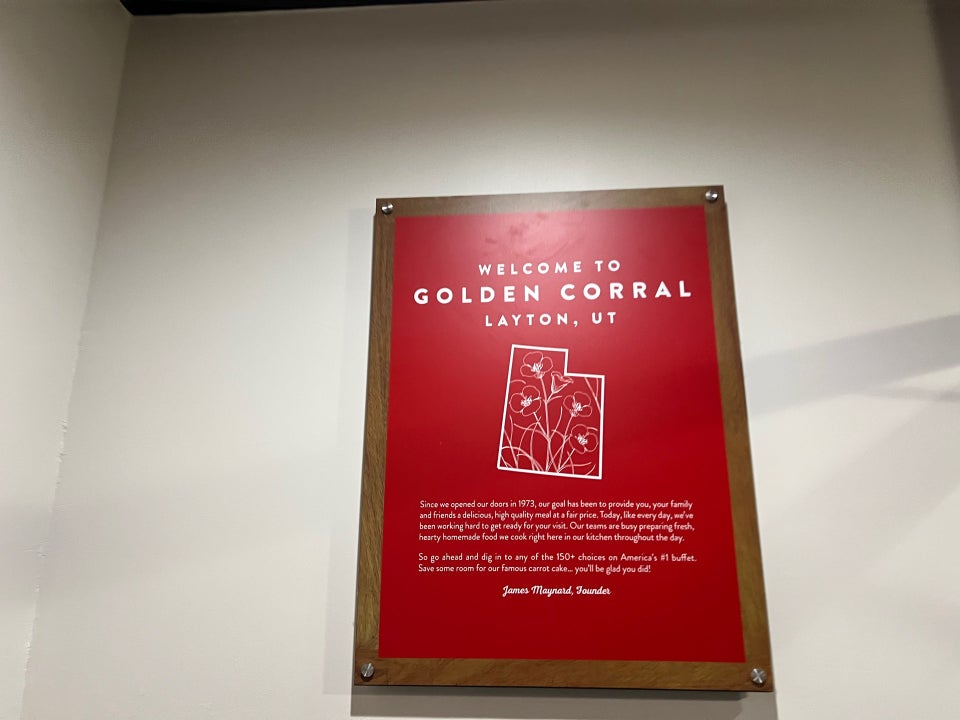 WELCOME TO
GOLDEN CORRAL
LAYTON, UT
Since we opened our doors in 1973, our goal has been to provide you, your family
and friends a delicious, high quality meal at a fair price. Today, like every day, we've
been working hard to get ready for your visit. Our teams are busy preparing fresh,
hearty homemade food we cook right here in our kitchen throughout the day.
So go ahead and dig in to any of the 150+ choices on America's #1 buffet.
Save some room for our famous carrot cake... you'll be glad you did!
James Maynard, Founder